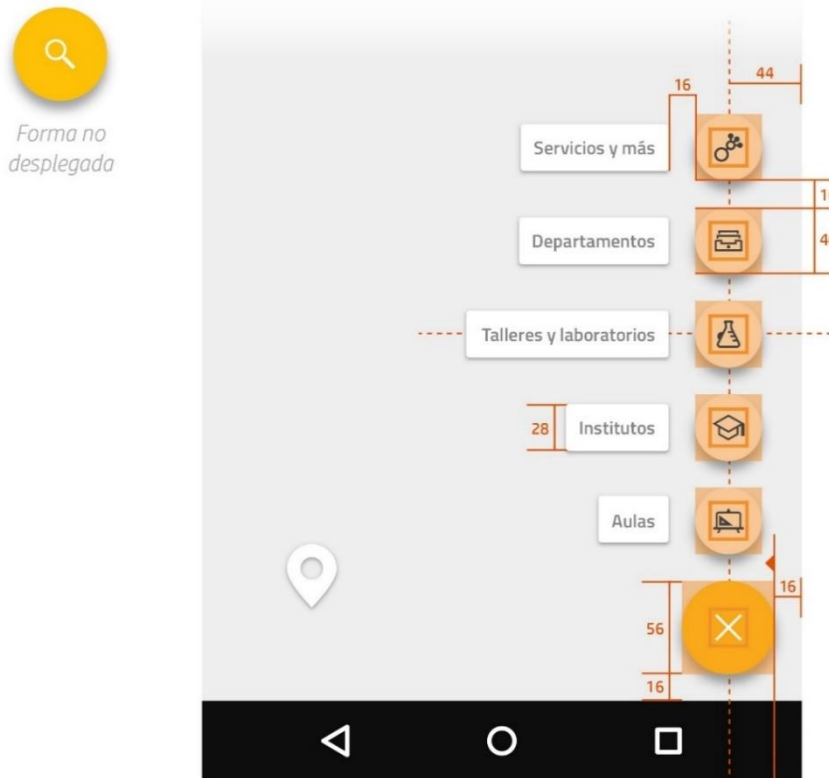 Forma no
desplegada
44
16
Servicios y más
Departamentos
Talleres y laboratorios
28
Institutos
Aulas
16
56
16